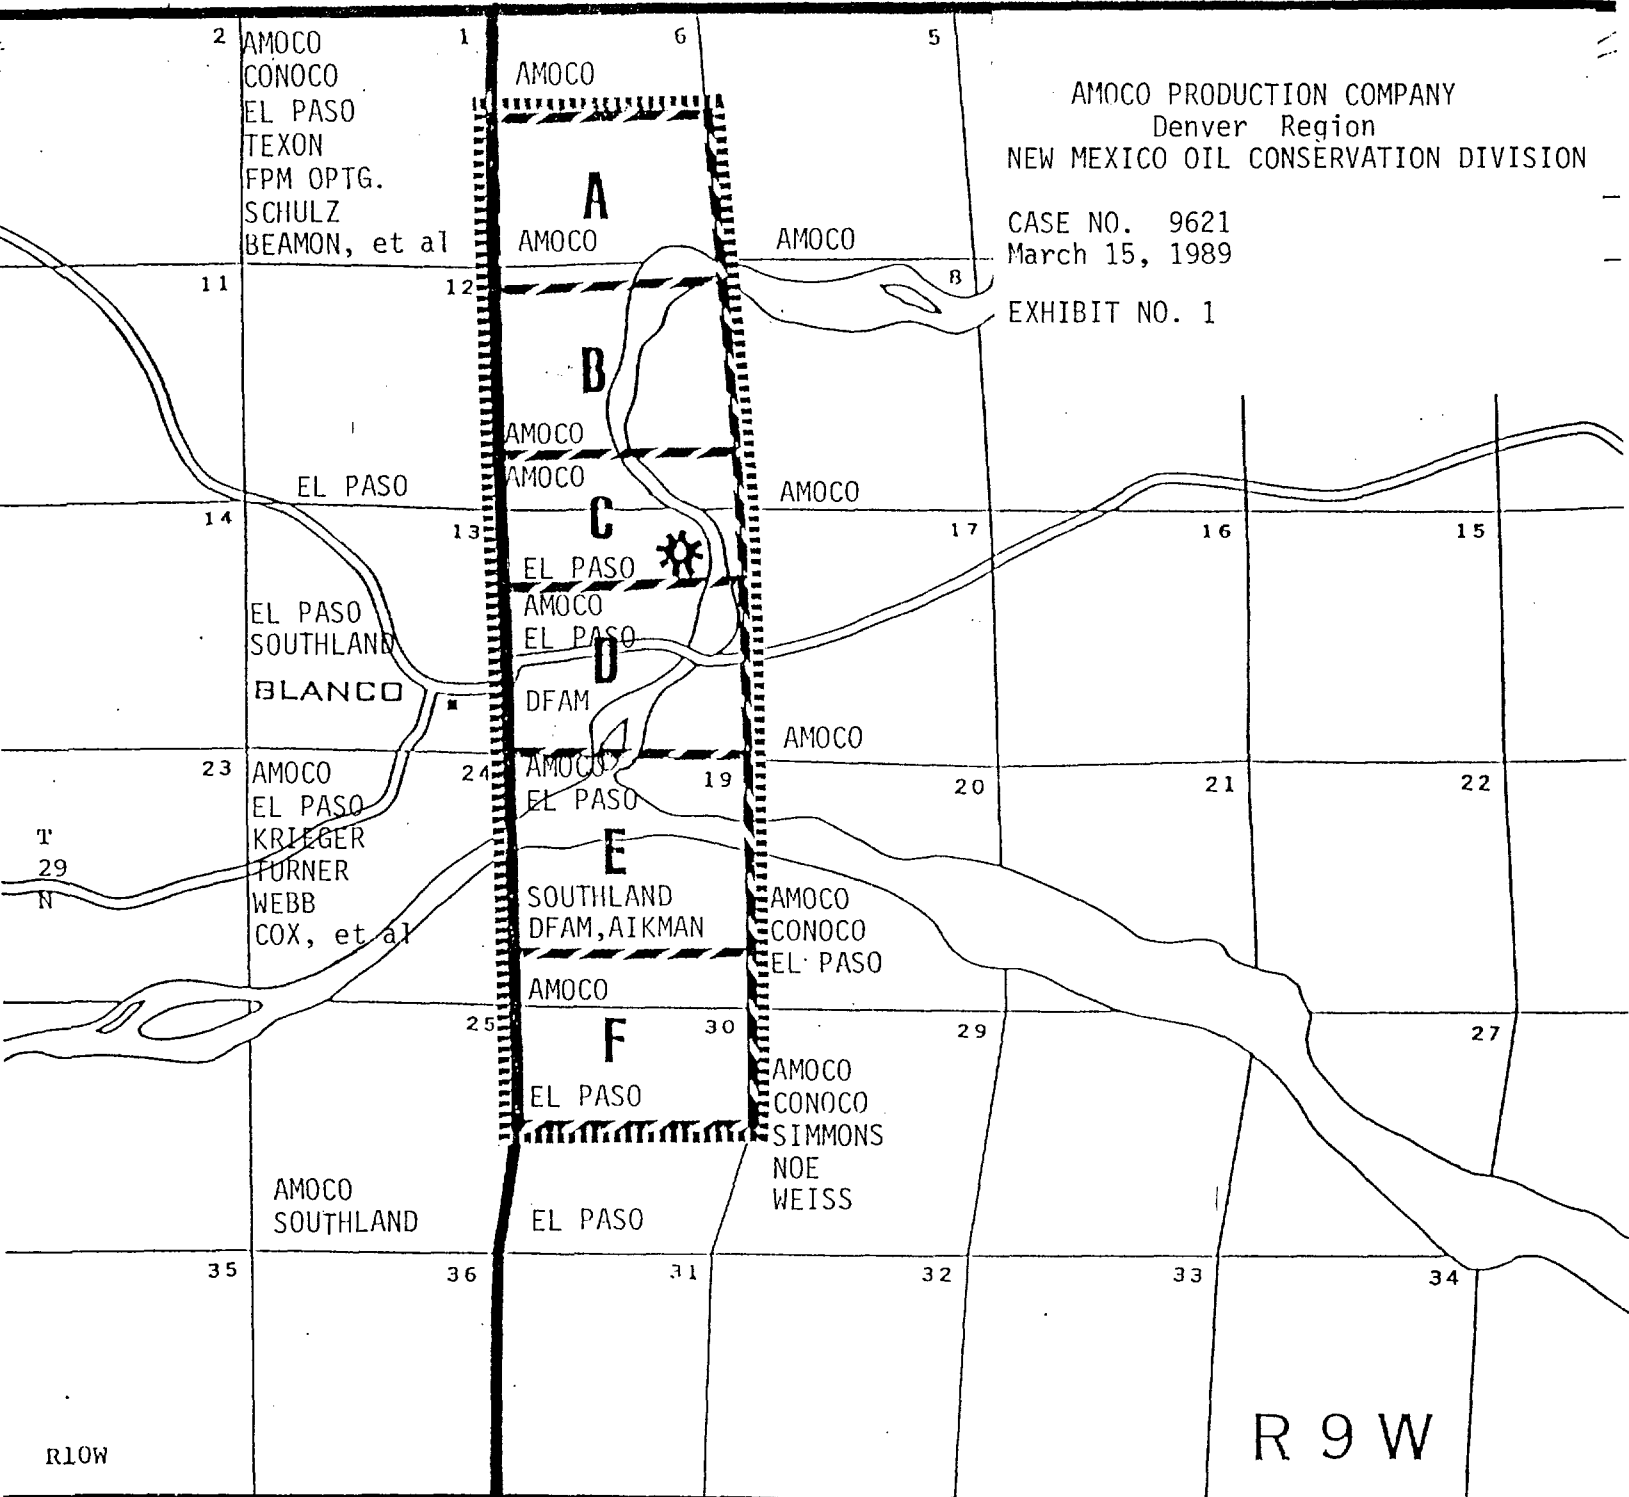 2
1
6
5
AMOCO
CONOCO
EL PASO
TEXON
FPM OPTG.
SCHULZ
BEAMON, et al
AMOCO
AMOCO PRODUCTION COMPANY
Denver Region
NEW MEXICO OIL CONSERVATION DIVISION
CASE NO. 9621
March 15, 1989
EXHIBIT NO. 1
A
AMOCO
AMOCO
11
12
8
B
AMOCO
AMOCO
EL PASO
AMOCO
14
13
C
17
16
15
EL PASO
EL PASO
SOUTHLAND
AMOCO
EL PASO
D
BLANCO
DFAM
AMOCO
23
24
19
20
21
22
AMOCO
EL PASO
KRIEGER
TURNER
WEBB
COX, et al
AMOCO
EL PASO
T
29
N
E
SOUTHLAND
DFAM,AIKMAN
AMOCO
CONOCO
EL PASO
AMOCO
25
30
29
27
F
EL PASO
AMOCO
CONOCO
SIMMONS
NOE
WEISS
AMOCO
SOUTHLAND
EL PASO
35
36
31
32
33
34
R10W
R 9 W